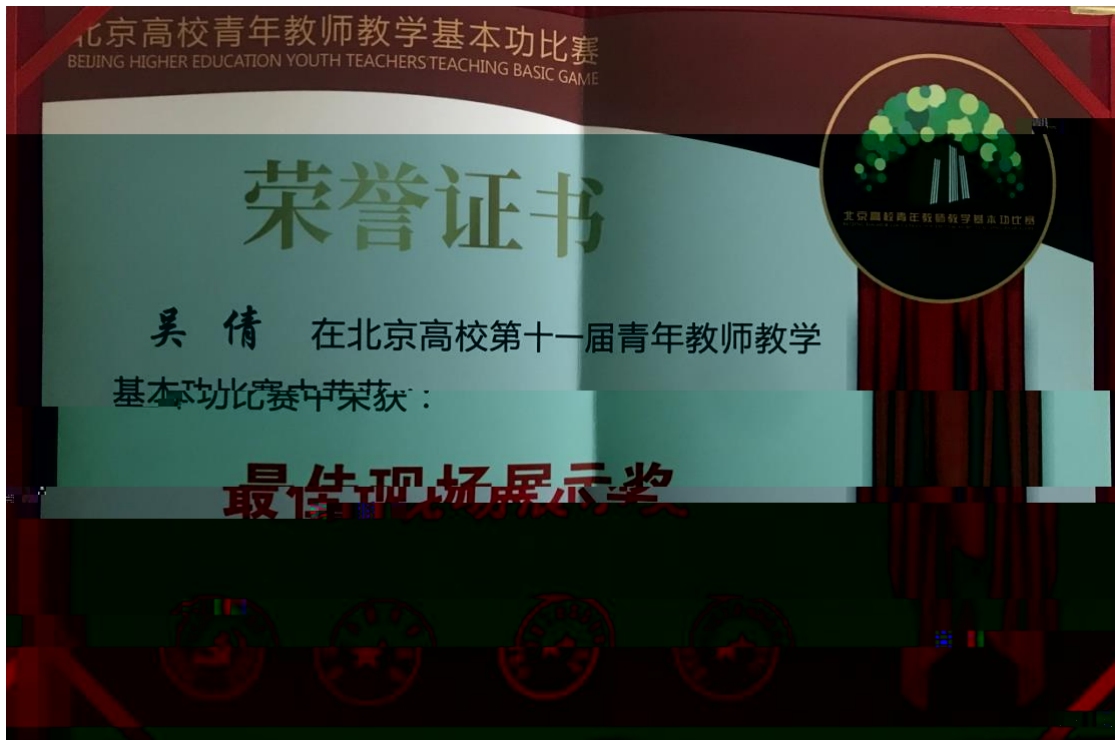 北京高校青年教师教学基本功比赛
BEIJING HIGHER EDUCATION YOUTH TEACHERS TEACHING BASIC GAME
北京高校青年教师教学基本功比赛
荣誉证书
吴倩 在北京高校第十一届青年教师教学
基本功比赛中荣获：
最佳现场展示奖